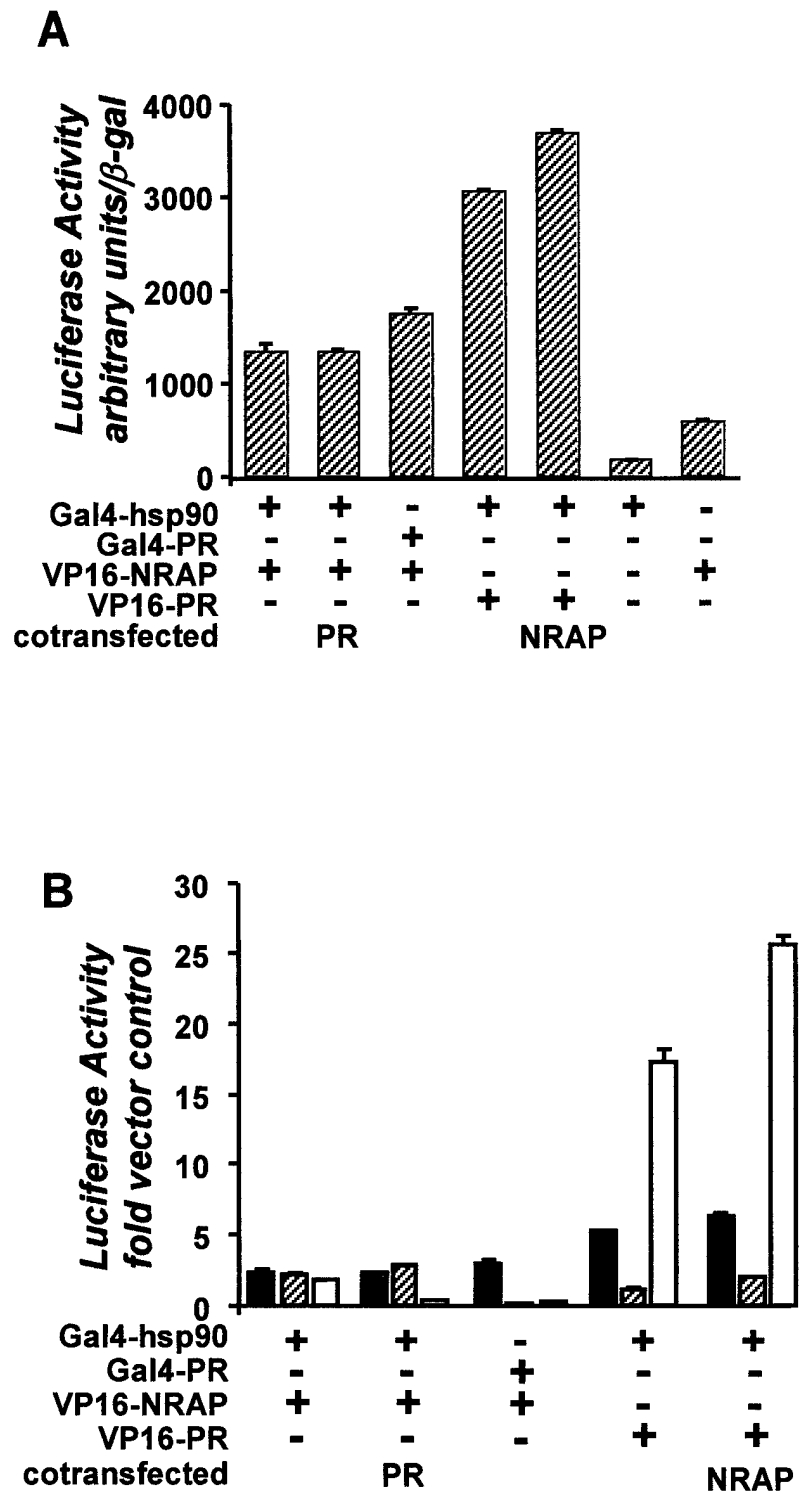 A
Luciferase Activity
arbitrary units/β-gal
4000
3000
2000
1000
0
Gal4-hsp90 + + - + + + -
Gal4-PR - - + - - - -
VP16-NRAP + + + - - - +
VP16-PR - - - + + - -
cotransfected PR NRAP
B
Luciferase Activity
fold vector control
30
25
20
15
10
5
0
Gal4-hsp90 + + - + +
Gal4-PR - - + - -
VP16-NRAP + + + - -
VP16-PR - - - + +
cotransfected PR NRAP